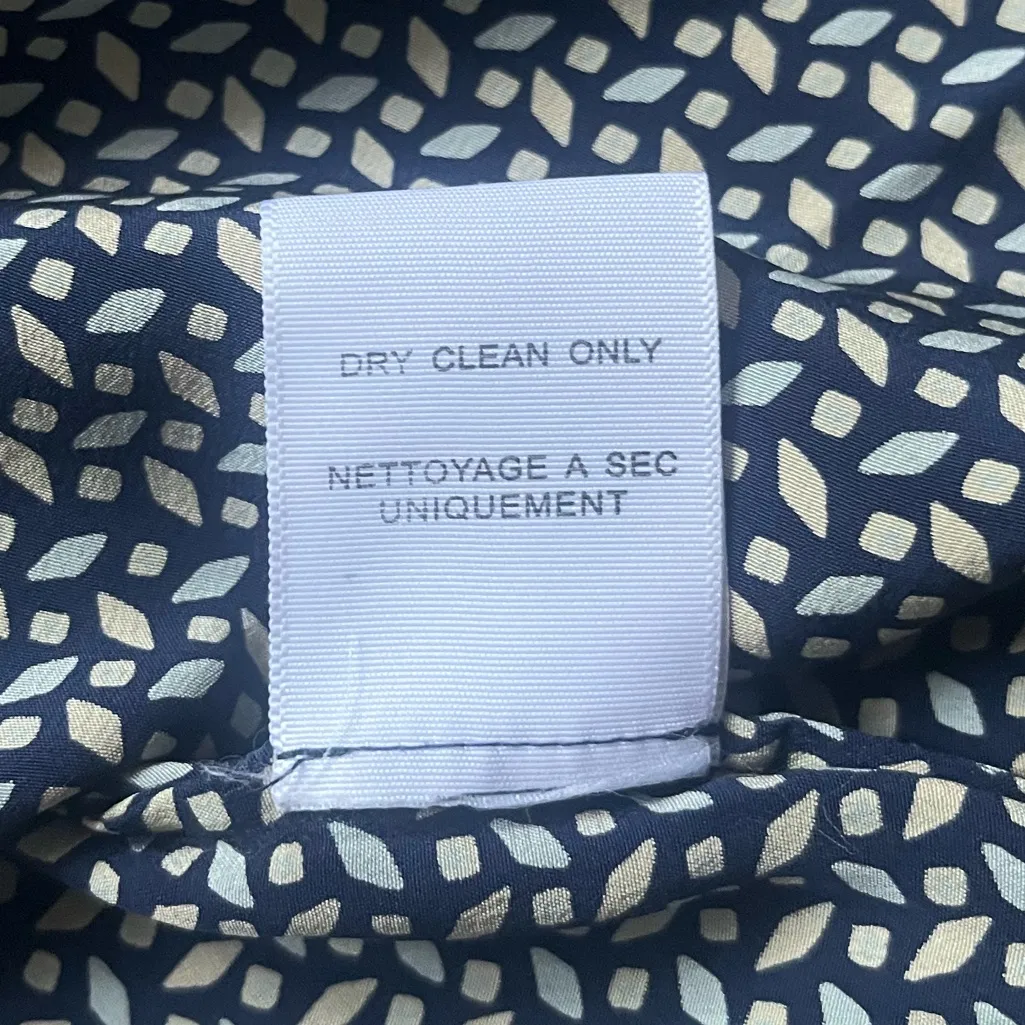 DRY CLEAN ONLY
NETTOYAGE A SEC
UNIQUEMENT